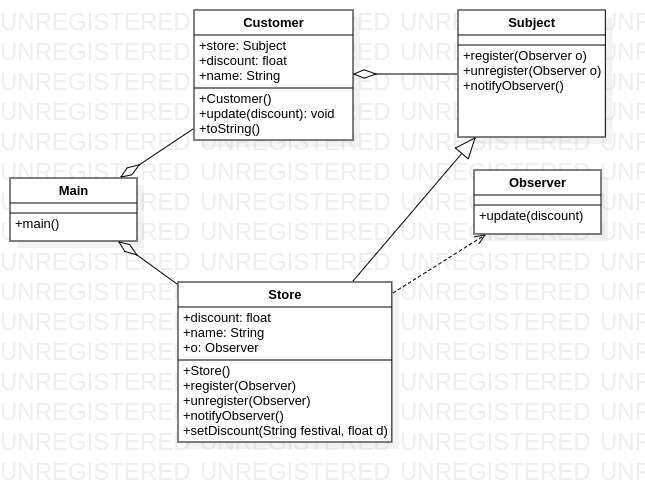 Customer
+store: Subject
+discount: float
+name: String
+Customer()
+update(discount): void
+toString()
Subject
+register(Observer o)
+unregister(Observer o)
+notifyObserver()
Main
+main()
Observer
+update(discount)
Store
+discount: float
+name: String
+o: Observer
+Store()
+register(Observer)
+unregister(Observer)
+notifyObserver()
+setDiscount(String festival, float d)
UNREGISTERED